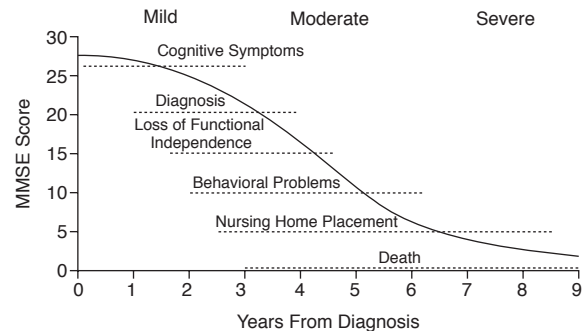 Mild Moderate Severe
30
25
20
15
10
5
0
MMSE Score
Cognitive Symptoms
Diagnosis
Loss of Functional
Independence
Behavioral Problems
Nursing Home Placement
Death
0 1 2 3 4 5 6 7 8 9
Years From Diagnosis